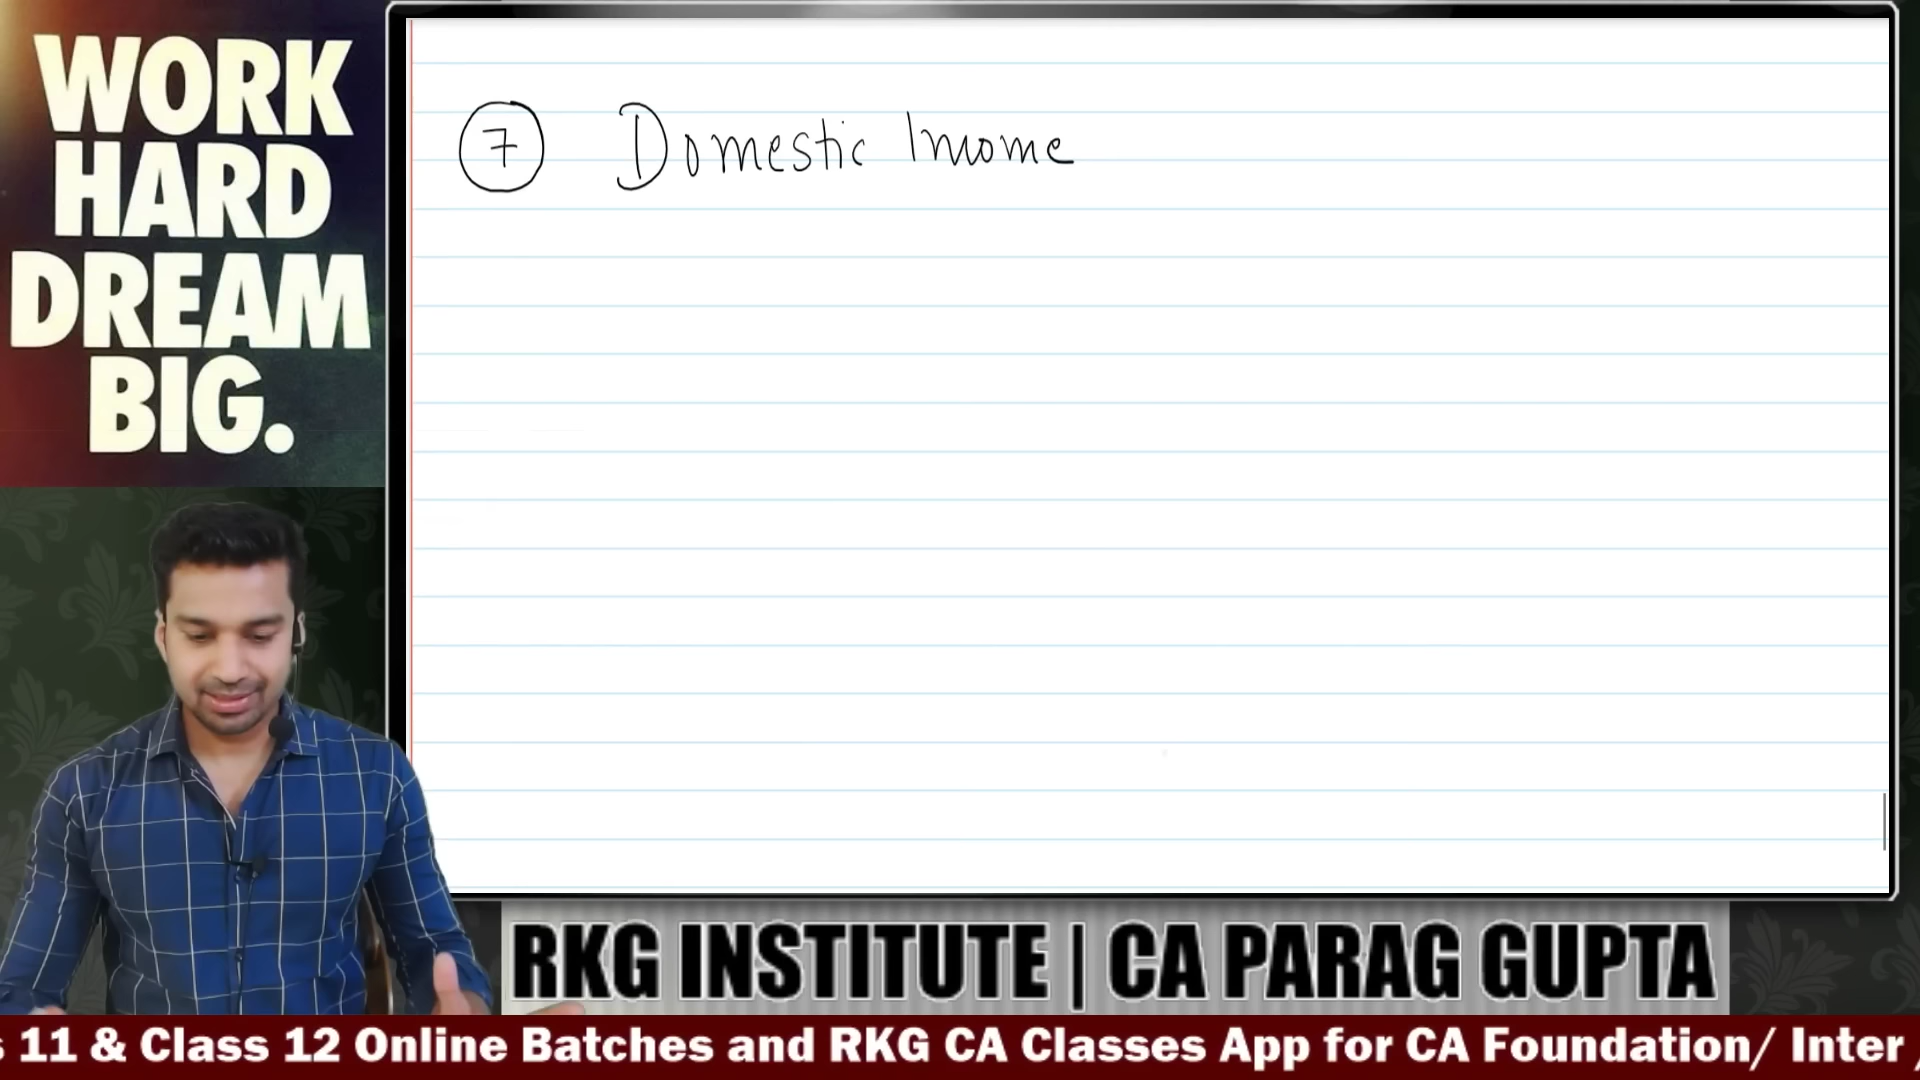 WORK
HARD
DREAM
BIG.
7 Domestic Income
RKG INSTITUTE | CA PARAG GUPTA
11 & Class 12 Online Batches and RKG CA Classes App for CA Foundation/ Inter